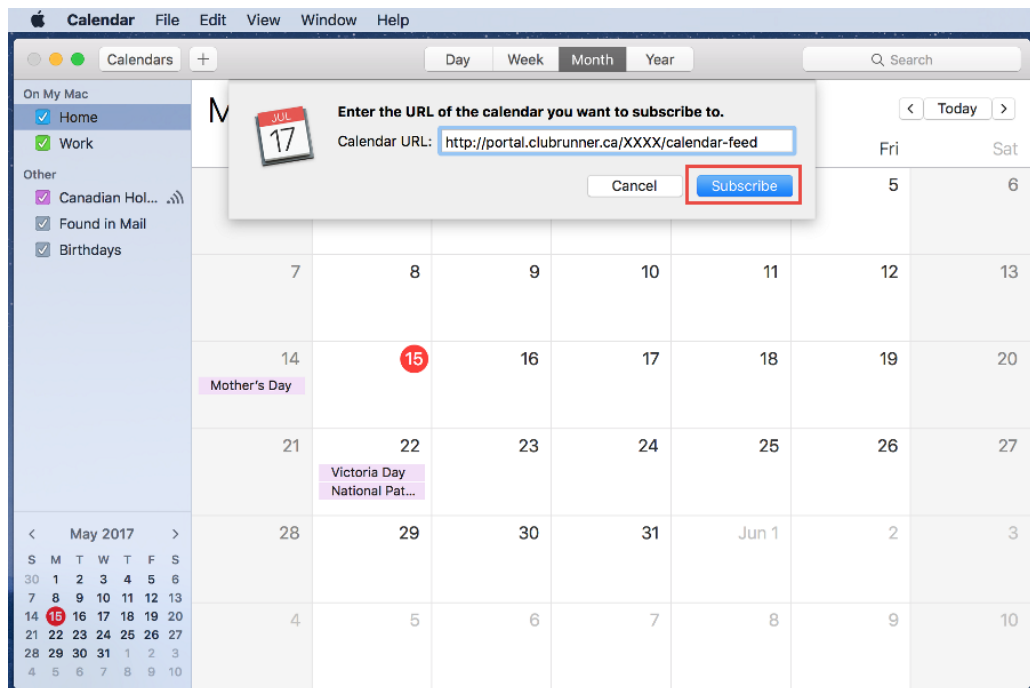 Calendar File Edit View Window Help
Calendars + Day Week Month Year Search
On My Mac
Home
Work
Other
Canadian Hol...
Found in Mail
Birthdays
JUL
17
Enter the URL of the calendar you want to subscribe to.
Calendar URL: http://portal.clubrunner.ca/XXXX/calendar-feed
Cancel Subscribe
M
< Today >
Fri Sat
5 6
7 8 9 10 11 12 13
14 15 16 17 18 19 20
Mother's Day
21 22 23 24 25 26 27
Victoria Day
National Pat...
28 29 30 31 Jun 1 2 3
4 5 6 7 8 9 10
< May 2017 >
S M T W T F S
30 1 2 3 4 5 6
7 8 9 10 11 12 13
14 15 16 17 18 19 20
21 22 23 24 25 26 27
28 29 30 31 1 2 3
4 5 6 7 8 9 10